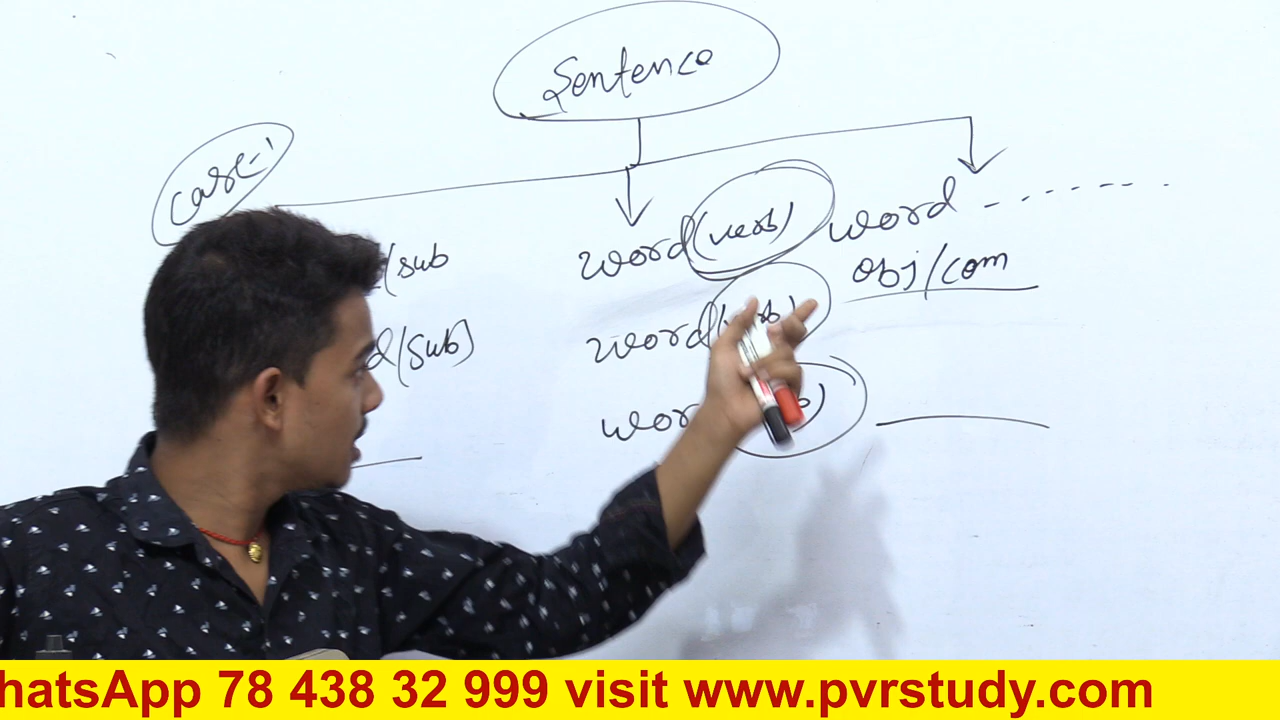 Sentence
case-1
(sub word(verb) word - - - - - - -
obj/com
d(sub) word(verb)
wor
hatsApp 78 438 32 999 visit www.pvrstudy.com